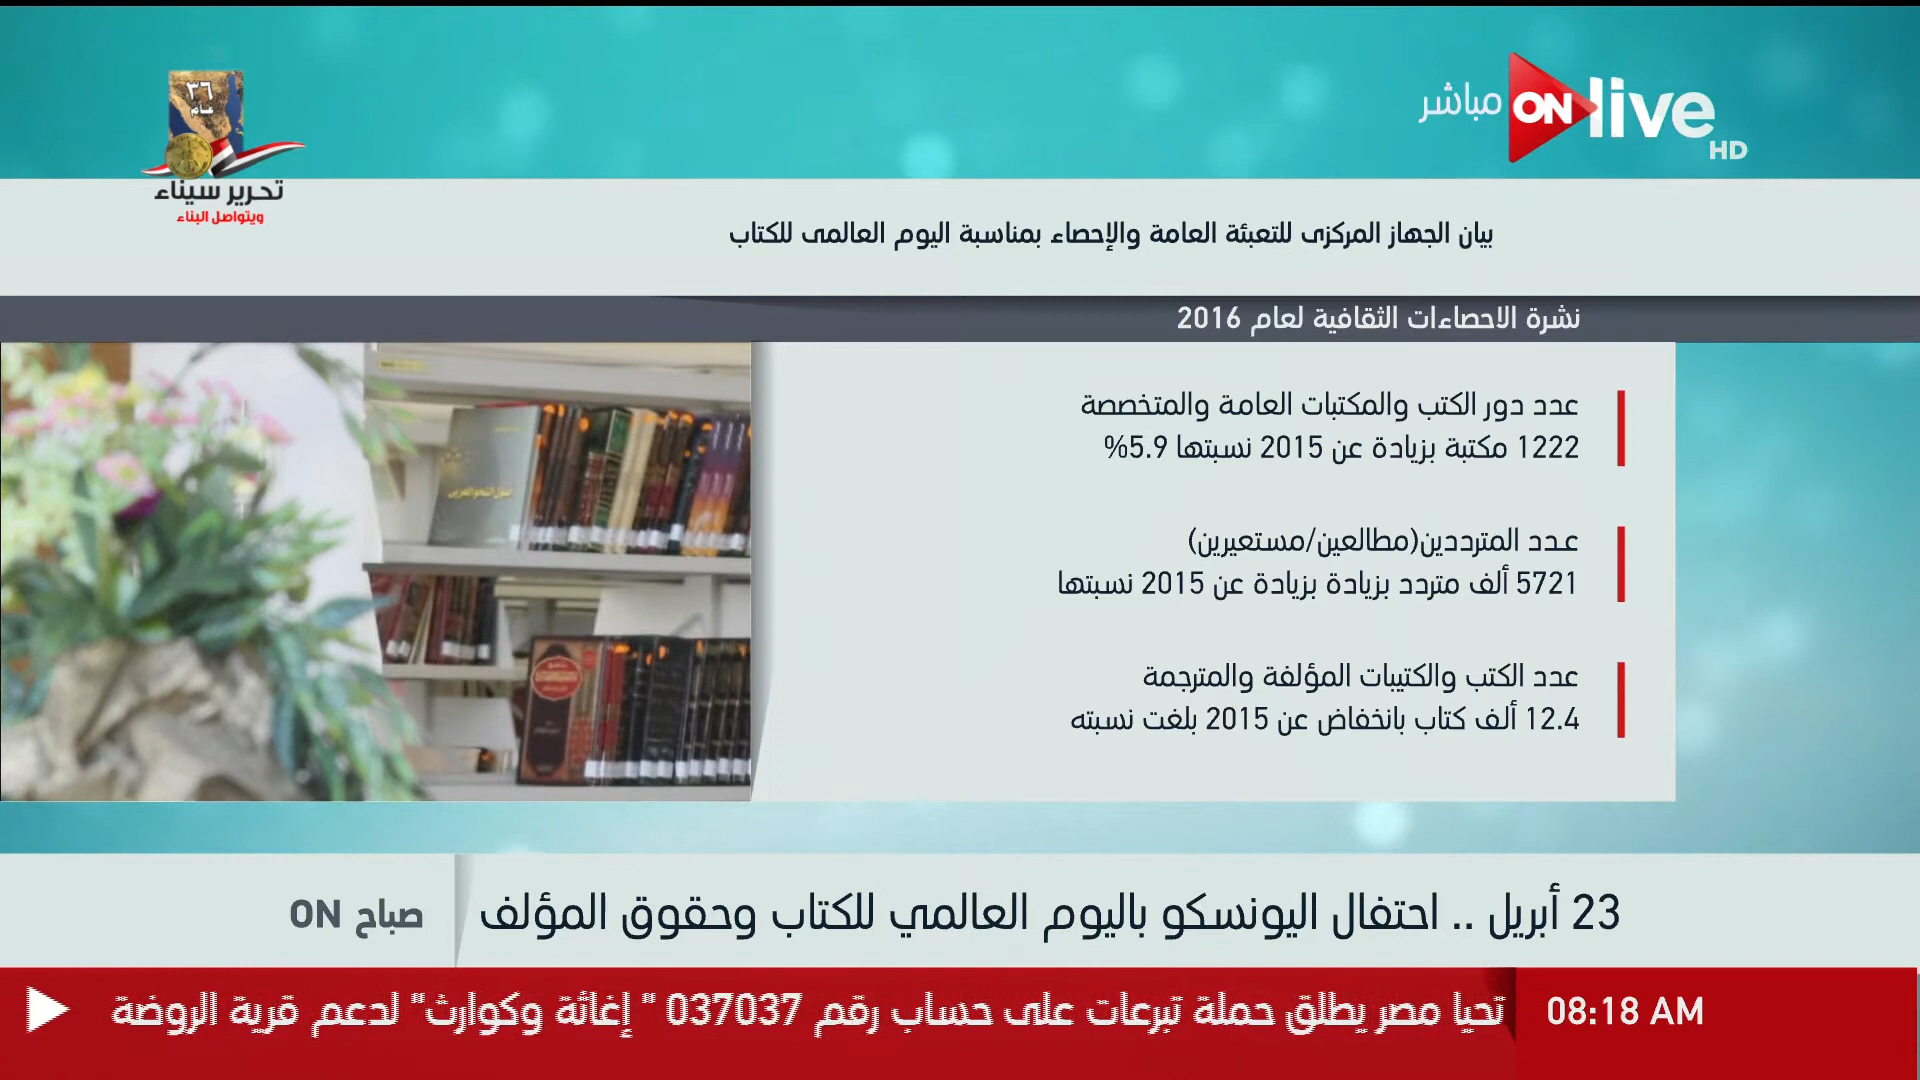 مباشر ON live HD
٣٦
عام
تحرير سيناء
ويتواصل البناء
بيان الجهاز المركزى للتعبئة العامة والإحصاء بمناسبة اليوم العالمى للكتاب
نشرة الاحصاءات الثقافية لعام 2016
عدد دور الكتب والمكتبات العامة والمتخصصة
1222 مكتبة بزيادة عن 2015 نسبتها 5.9%
عدد المترددين(مطالعين/مستعيرين)
5721 ألف متردد بزيادة بزيادة عن 2015 نسبتها
عدد الكتب والكتيبات المؤلفة والمترجمة
12.4 ألف كتاب بانخفاض عن 2015 بلغت نسبته
23 أبريل .. احتفال اليونسكو باليوم العالمي للكتاب وحقوق المؤلف
صباح ON
08:18 AM
تحيا مصر يطلق حملة تبرعات على حساب رقم 037037 " إغاثة وكوارث" لدعم قرية الروضة